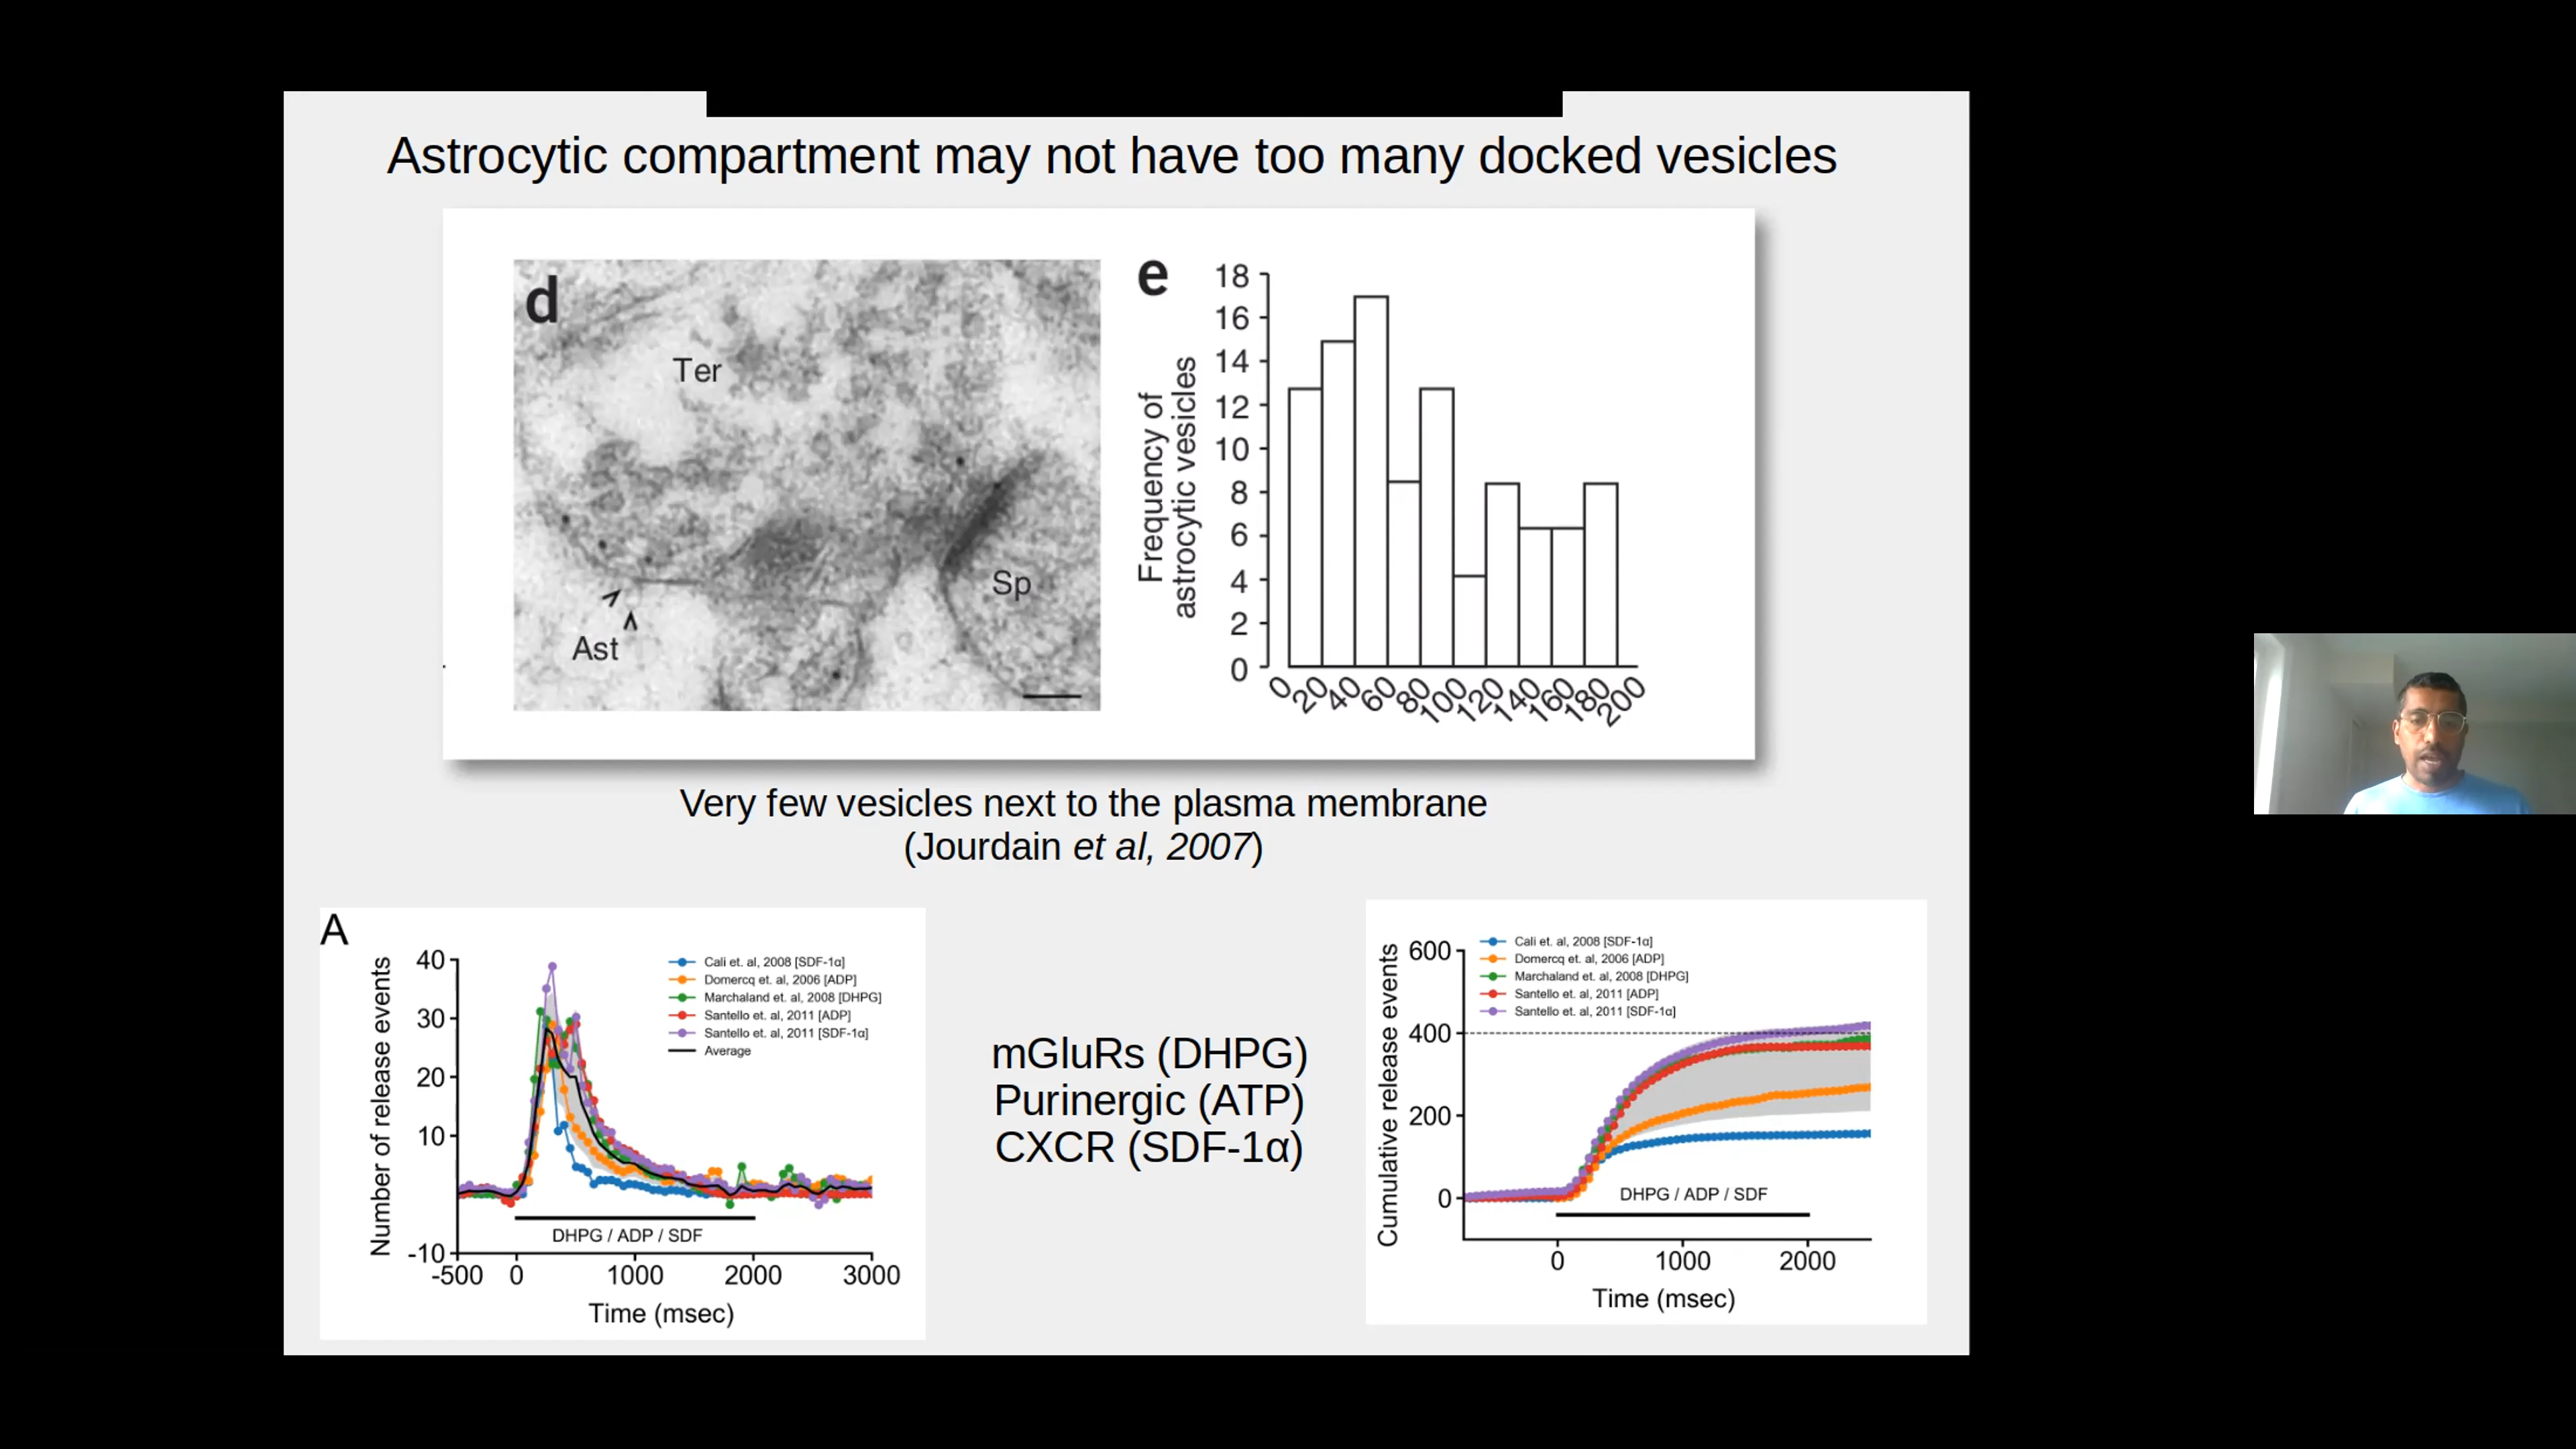 Astrocytic compartment may not have too many docked vesicles
d
Ter
Sp
Ast
e
Frequency of
astrocytic vesicles
18
16
14
12
10
8
6
4
2
0
0 20 40 60 80 100 120 140 160 180 200
Very few vesicles next to the plasma membrane
(Jourdain et al, 2007)
A
Number of release events
40
30
20
10
-10
Cali et. al, 2008 [SDF-1α]
Domercq et. al, 2006 [ADP]
Marchaland et. al, 2008 [DHPG]
Santello et. al, 2011 [ADP]
Santello et. al, 2011 [SDF-1α]
Average
DHPG / ADP / SDF
-500 0 1000 2000 3000
Time (msec)
mGluRs (DHPG)
Purinergic (ATP)
CXCR (SDF-1α)
Cumulative release events
600
400
200
0
Cali et. al, 2008 [SDF-1α]
Domercq et. al, 2006 [ADP]
Marchaland et. al, 2008 [DHPG]
Santello et. al, 2011 [ADP]
Santello et. al, 2011 [SDF-1α]
DHPG / ADP / SDF
0 1000 2000
Time (msec)